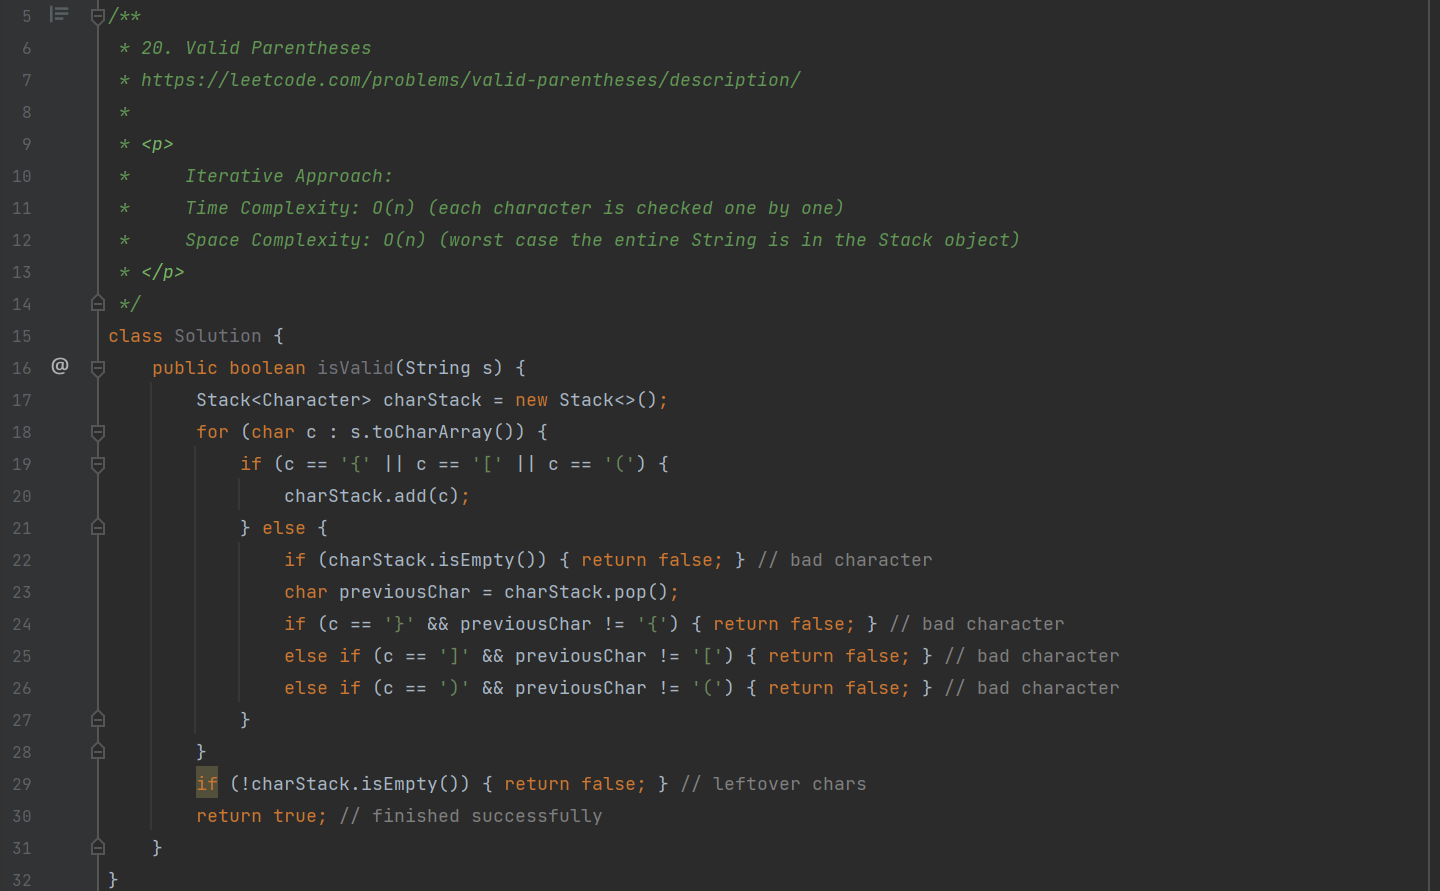 5 /**
6  * 20. Valid Parentheses
7  * https://leetcode.com/problems/valid-parentheses/description/
8  *
9  * <p>
10  *     Iterative Approach:
11  *     Time Complexity: O(n) (each character is checked one by one)
12  *     Space Complexity: O(n) (worst case the entire String is in the Stack object)
13  * </p>
14  */
15 class Solution {
16 @     public boolean isValid(String s) {
17         Stack<Character> charStack = new Stack<>();
18         for (char c : s.toCharArray()) {
19             if (c == '{' || c == '[' || c == '(') {
20                 charStack.add(c);
21             } else {
22                 if (charStack.isEmpty()) { return false; } // bad character
23                 char previousChar = charStack.pop();
24                 if (c == '}' && previousChar != '{') { return false; } // bad character
25                 else if (c == ']' && previousChar != '[') { return false; } // bad character
26                 else if (c == ')' && previousChar != '(') { return false; } // bad character
27             }
28         }
29         if (!charStack.isEmpty()) { return false; } // leftover chars
30         return true; // finished successfully
31     }
32 }